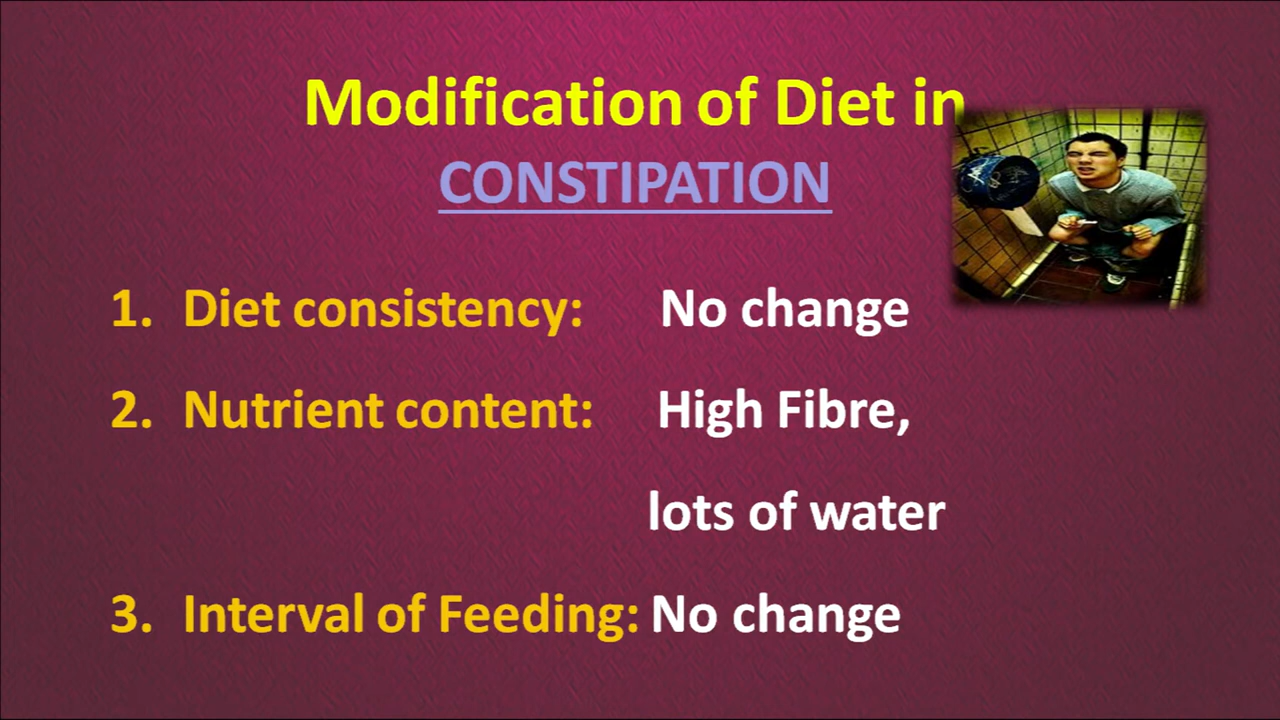 Modification of Diet in
CONSTIPATION
1. Diet consistency: No change
2. Nutrient content: High Fibre,
lots of water
3. Interval of Feeding: No change